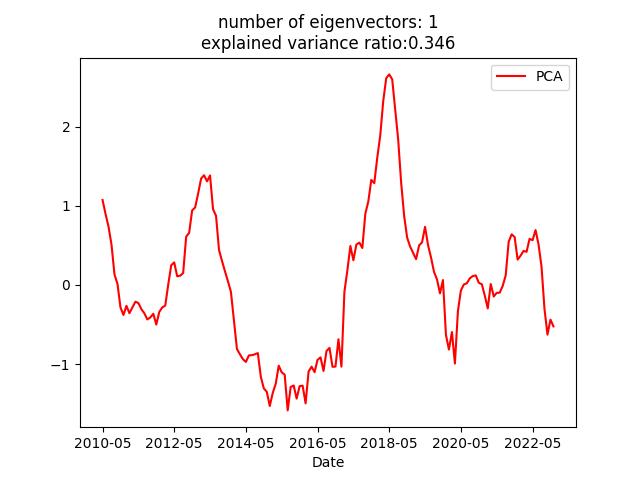 number of eigenvectors: 1
explained variance ratio:0.346
PCA
2
1
0
−1
2010-05 2012-05 2014-05 2016-05 2018-05 2020-05 2022-05
Date